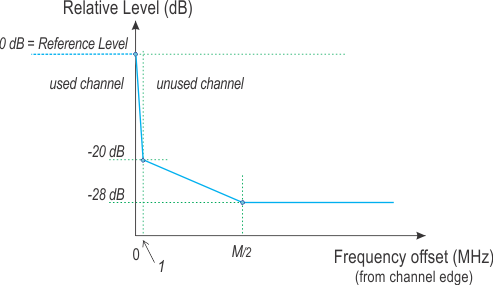 Relative Level (dB)
0 dB = Reference Level
used channel
unused channel
-20 dB
-28 dB
0
1
M/2
Frequency offset (MHz)
(from channel edge)